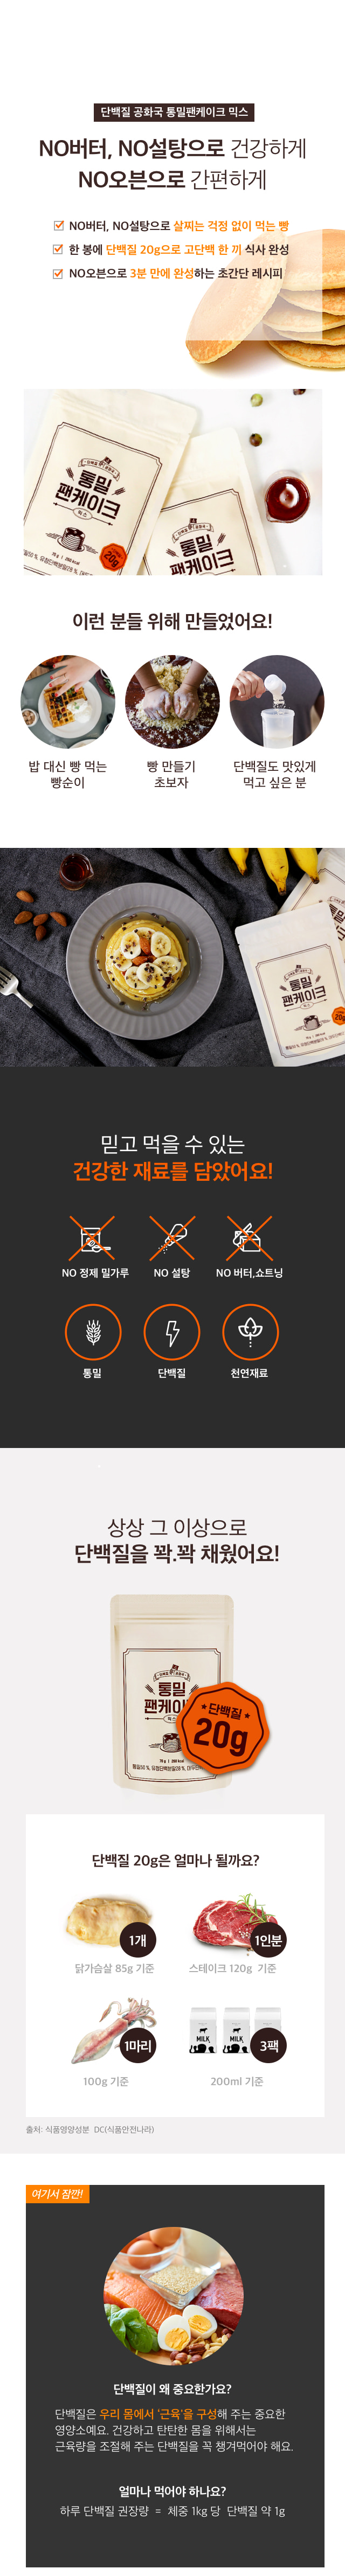 단백질 공화국 통밀팬케이크 믹스
NO버터, NO설탕으로 건강하게
NO오븐으로 간편하게
NO버터, NO설탕으로 살찌는 걱정 없이 먹는 빵
한 봉에 단백질 20g으로 고단백 한 끼 식사 완성
NO오븐으로 3분 만에 완성하는 초간단 레시피
단백질 공화국
통밀
팬케이크
믹스
20g
통밀
팬케이크
이런 분들 위해 만들었어요!
밥 대신 빵 먹는
빵순이
빵 만들기
초보자
단백질도 맛있게
먹고 싶은 분
통밀
팬케이크
믹스
20g
믿고 먹을 수 있는
건강한 재료를 담았어요!
NO 정제 밀가루
NO 설탕
NO 버터,쇼트닝
통밀
단백질
천연재료
상상 그 이상으로
단백질을 꽉.꽉 채웠어요!
통밀
팬케이
믹스
단백질
20g
단백질 20g은 얼마나 될까요?
1개
닭가슴살 85g 기준
1인분
스테이크 120g 기준
1마리
100g 기준
MILK
MILK
3팩
200ml 기준
출처: 식품영양성분 DC(식품안전나라)
여기서 잠깐!
단백질이 왜 중요한가요?
단백질은 우리 몸에서 '근육'을 구성해 주는 중요한
영양소예요. 건강하고 탄탄한 몸을 위해서는
근육량을 조절해 주는 단백질을 꼭 챙겨먹어야 해요.
얼마나 먹어야 하나요?
하루 단백질 권장량 = 체중 1kg 당 단백질 약 1g